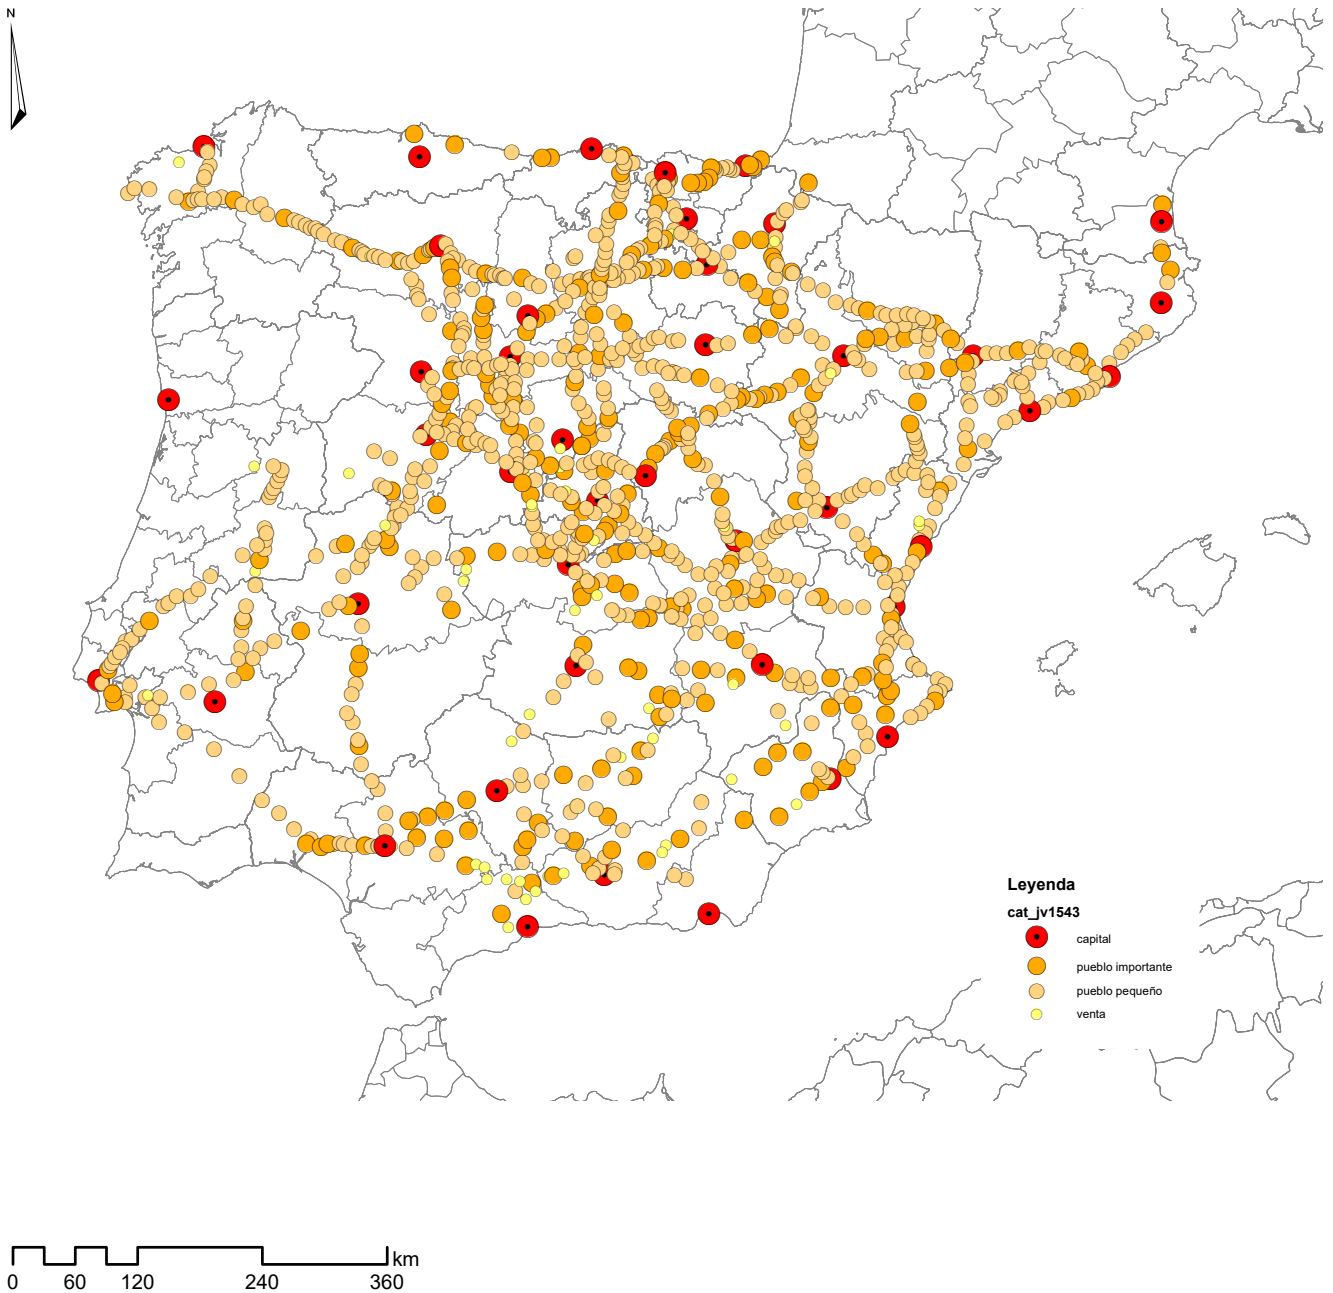 N
Leyenda
cat_jv1543
capital
pueblo importante
pueblo pequeño
venta
km
0 60 120 240 360